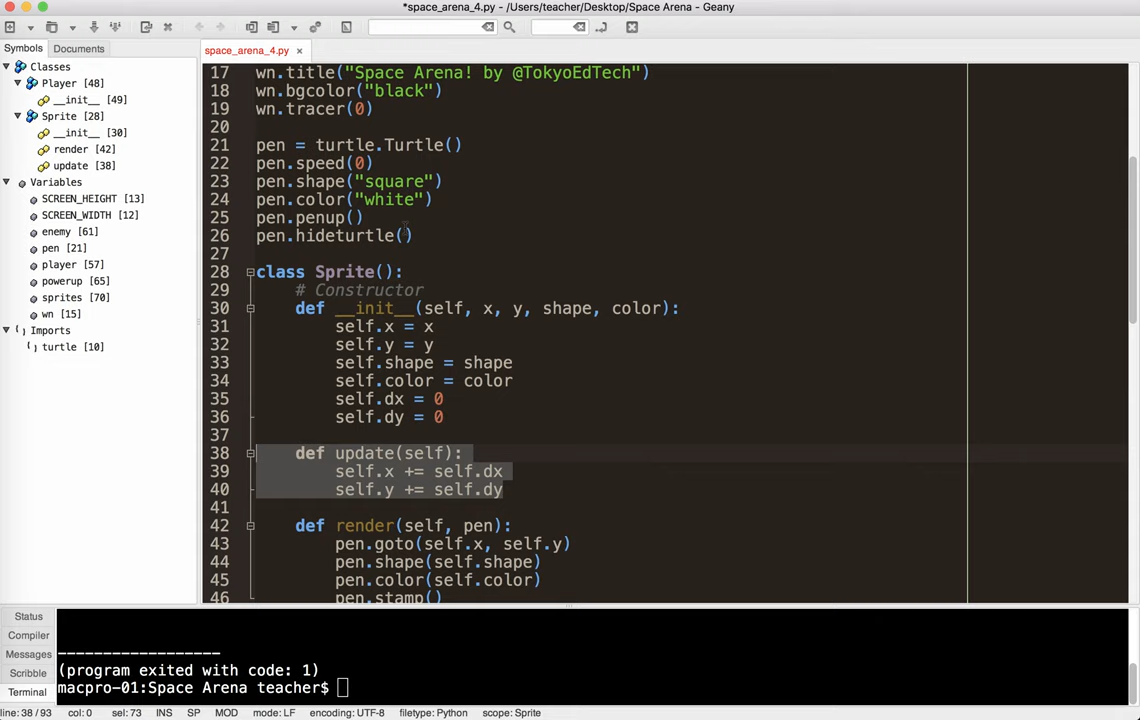 *space_arena_4.py - /Users/teacher/Desktop/Space Arena - Geany
Symbols Documents
space_arena_4.py ×
Classes
Player [48]
__init__ [49]
Sprite [28]
__init__ [30]
render [42]
update [38]
Variables
SCREEN_HEIGHT [13]
SCREEN_WIDTH [12]
enemy [61]
pen [21]
player [57]
powerup [65]
sprites [70]
wn [15]
Imports
turtle [10]
17 wn.title("Space Arena! by @TokyoEdTech")
18 wn.bgcolor("black")
19 wn.tracer(0)
20
21 pen = turtle.Turtle()
22 pen.speed(0)
23 pen.shape("square")
24 pen.color("white")
25 pen.penup()
26 pen.hideturtle()
27
28 class Sprite():
29 # Constructor
30 def __init__(self, x, y, shape, color):
31 self.x = x
32 self.y = y
33 self.shape = shape
34 self.color = color
35 self.dx = 0
36 self.dy = 0
37
38 def update(self):
39 self.x += self.dx
40 self.y += self.dy
41
42 def render(self, pen):
43 pen.goto(self.x, self.y)
44 pen.shape(self.shape)
45 pen.color(self.color)
46 pen.stamp()
Status
Compiler
Messages
Scribble
Terminal
------------------
(program exited with code: 1)
macpro-01:Space Arena teacher$
line: 38 / 93 col: 0 sel: 73 INS SP MOD mode: LF encoding: UTF-8 filetype: Python scope: Sprite